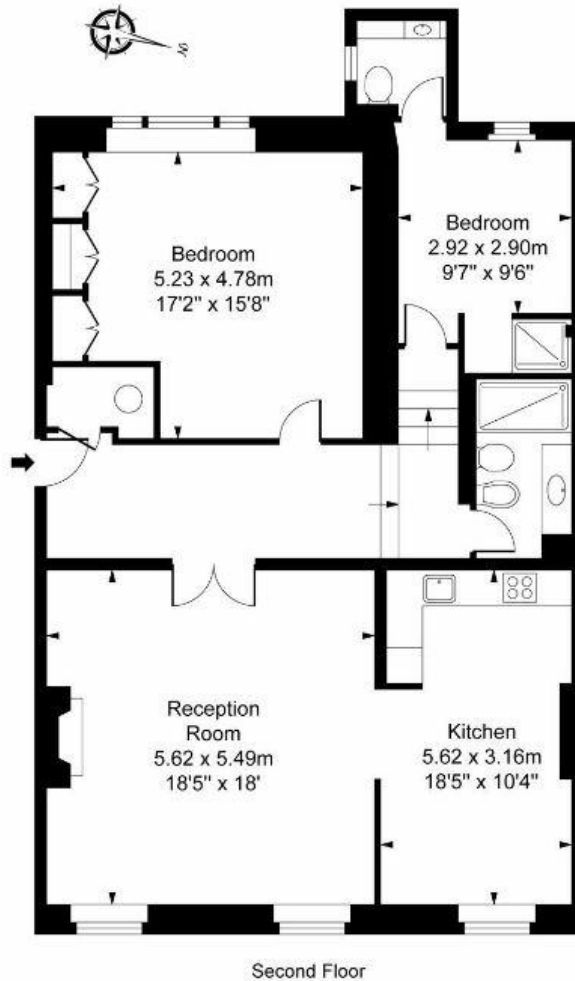 Bedroom
5.23 x 4.78m
17'2" x 15'8"
Bedroom
2.92 x 2.90m
9'7" x 9'6"
Reception
Room
5.62 x 5.49m
18'5" x 18'
Kitchen
5.62 x 3.16m
18'5" x 10'4"
Second Floor